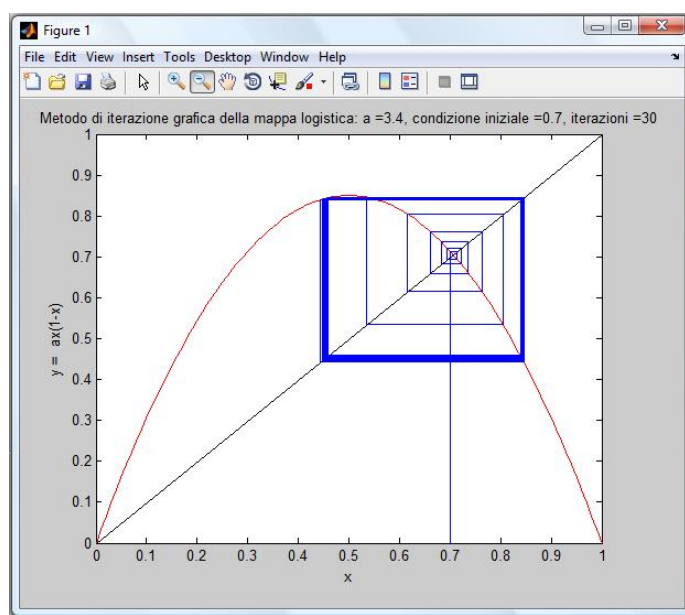 Figure 1
File Edit View Insert Tools Desktop Window Help
Metodo di iterazione grafica della mappa logistica: a =3.4, condizione iniziale =0.7, iterazioni =30
1
0.9
0.8
0.7
0.6
0.5
0.4
0.3
0.2
0.1
0
y = ax(1-x)
0 0.1 0.2 0.3 0.4 0.5 0.6 0.7 0.8 0.9 1
x